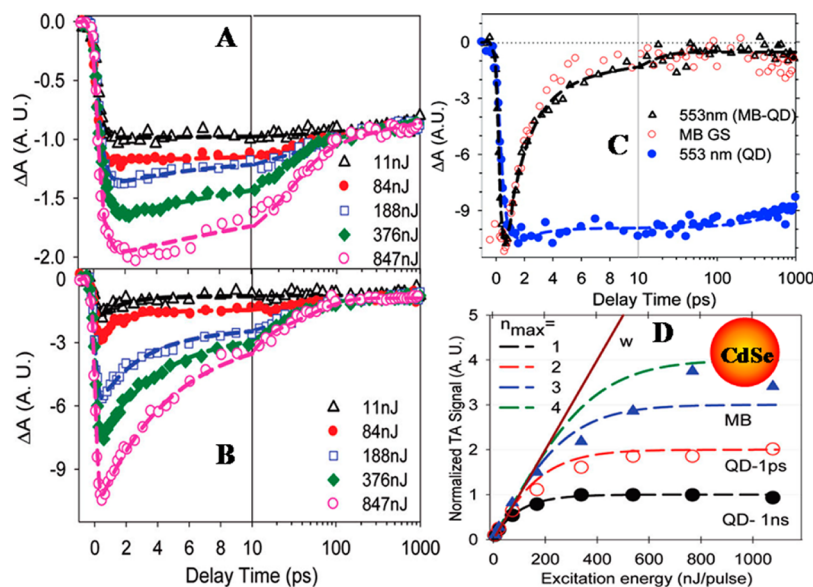 A
ΔA (A. U.)
0.0
-0.5
-1.0
-1.5
-2.0
11nJ
84nJ
188nJ
376nJ
847nJ
B
ΔA (A. U.)
0
-3
-6
-9
11nJ
84nJ
188nJ
376nJ
847nJ
0 2 4 6 8 10 100 1000
Delay Time (ps)
C
ΔA (A. U.)
0
-3
-6
-9
553nm (MB-QD)
MB GS
553 nm (QD)
0 2 4 6 8 10 100 1000
Delay Time (ps)
D
Normalized TA Signal (A. U.)
5
4
3
2
1
0
n max=
1
2
3
4
w
CdSe
MB
QD-1ps
QD- 1ns
0 200 400 600 800 1000
Excitation energy (nJ/pulse)